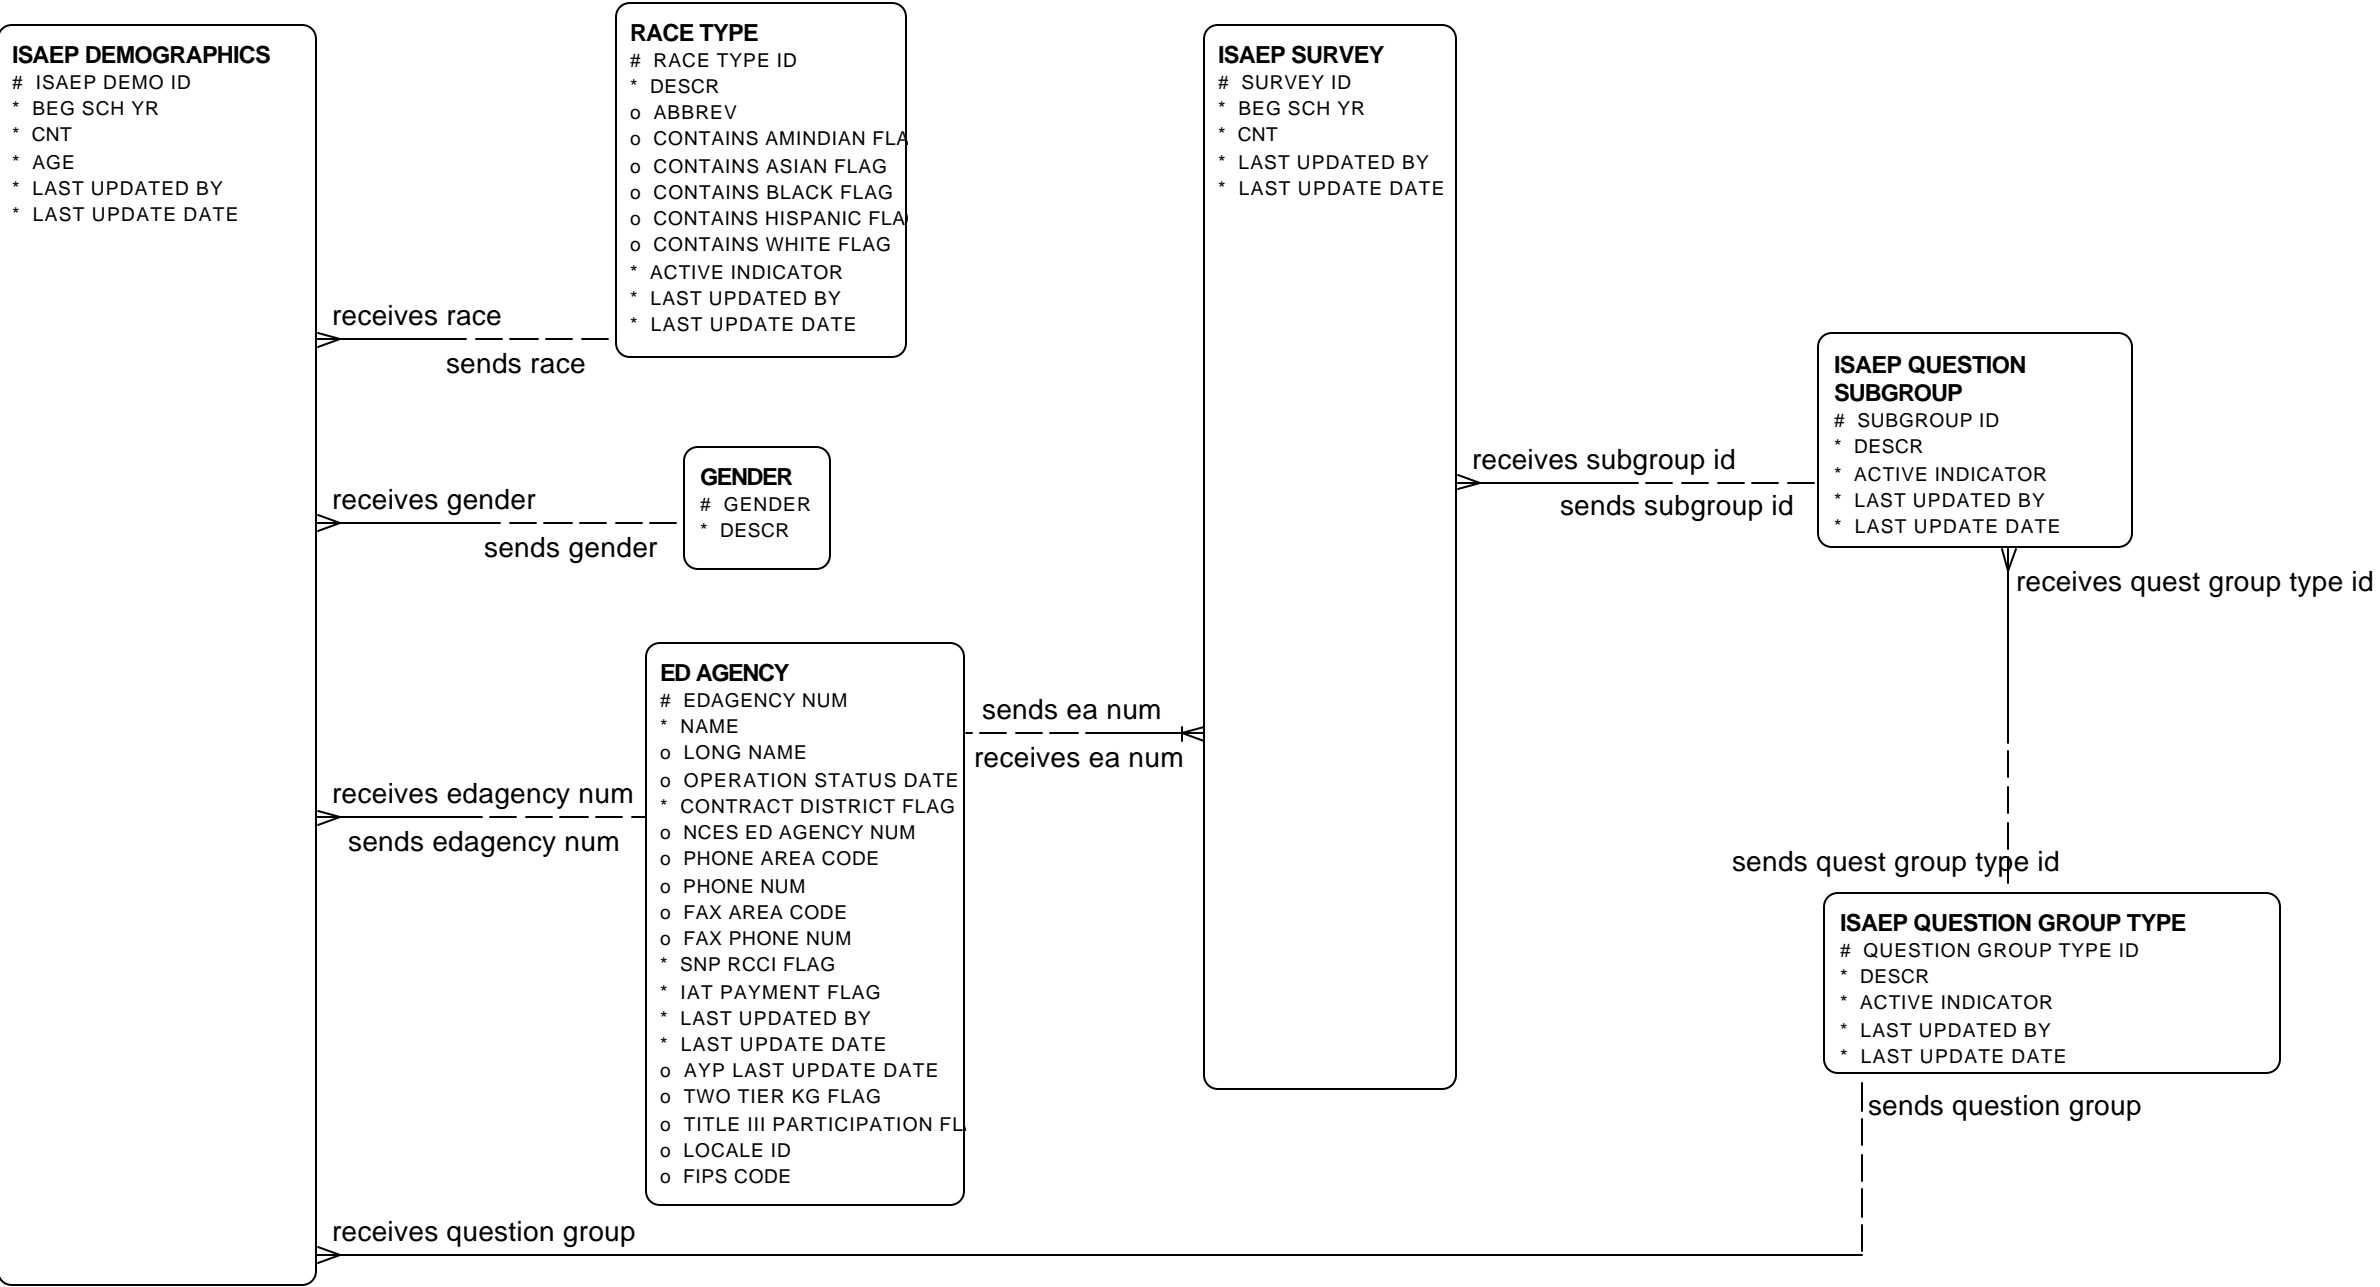 ISAEP DEMOGRAPHICS
# ISAEP DEMO ID
* BEG SCH YR
* CNT
* AGE
* LAST UPDATED BY
* LAST UPDATE DATE
RACE TYPE
# RACE TYPE ID
* DESCR
o ABBREV
o CONTAINS AMINDIAN FLA
o CONTAINS ASIAN FLAG
o CONTAINS BLACK FLAG
o CONTAINS HISPANIC FLA
o CONTAINS WHITE FLAG
* ACTIVE INDICATOR
* LAST UPDATED BY
* LAST UPDATE DATE
receives race
sends race
GENDER
# GENDER
* DESCR
receives gender
sends gender
ED AGENCY
# EDAGENCY NUM
* NAME
o LONG NAME
o OPERATION STATUS DATE
* CONTRACT DISTRICT FLAG
o NCES ED AGENCY NUM
o PHONE AREA CODE
o PHONE NUM
o FAX AREA CODE
o FAX PHONE NUM
* SNP RCCI FLAG
* IAT PAYMENT FLAG
* LAST UPDATED BY
* LAST UPDATE DATE
o AYP LAST UPDATE DATE
o TWO TIER KG FLAG
o TITLE III PARTICIPATION FL
o LOCALE ID
o FIPS CODE
receives edagency num
sends edagency num
sends ea num
receives ea num
ISAEP SURVEY
# SURVEY ID
* BEG SCH YR
* CNT
* LAST UPDATED BY
* LAST UPDATE DATE
receives subgroup id
sends subgroup id
ISAEP QUESTION
SUBGROUP
# SUBGROUP ID
* DESCR
* ACTIVE INDICATOR
* LAST UPDATED BY
* LAST UPDATE DATE
receives quest group type id
sends quest group type id
ISAEP QUESTION GROUP TYPE
# QUESTION GROUP TYPE ID
* DESCR
* ACTIVE INDICATOR
* LAST UPDATED BY
* LAST UPDATE DATE
sends question group
receives question group